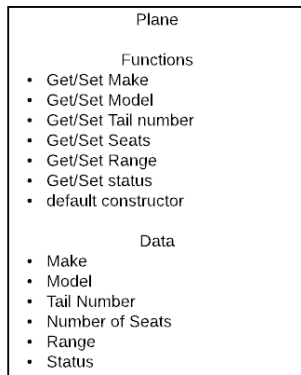 Plane
Functions
• Get/Set Make
• Get/Set Model
• Get/Set Tail number
• Get/Set Seats
• Get/Set Range
• Get/Set status
• default constructor
Data
• Make
• Model
• Tail Number
• Number of Seats
• Range
• Status